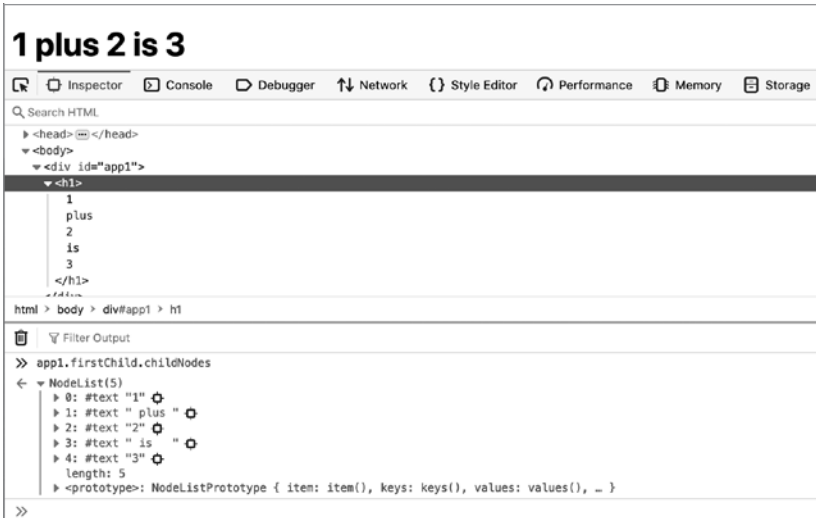 1 plus 2 is 3
Inspector Console Debugger Network {} Style Editor Performance Memory Storage
Search HTML
<head>⋯</head>
<body>
<div id="app1">
<h1>
1
plus
2
is
3
</h1>
</div>
html > body > div#app1 > h1
Filter Output
>> app1.firstChild.childNodes
← NodeList(5)
0: #text "1"
1: #text " plus "
2: #text "2"
3: #text " is   "
4: #text "3"
length: 5
<prototype>: NodeListPrototype { item: item(), keys: keys(), values: values(), … }
>>